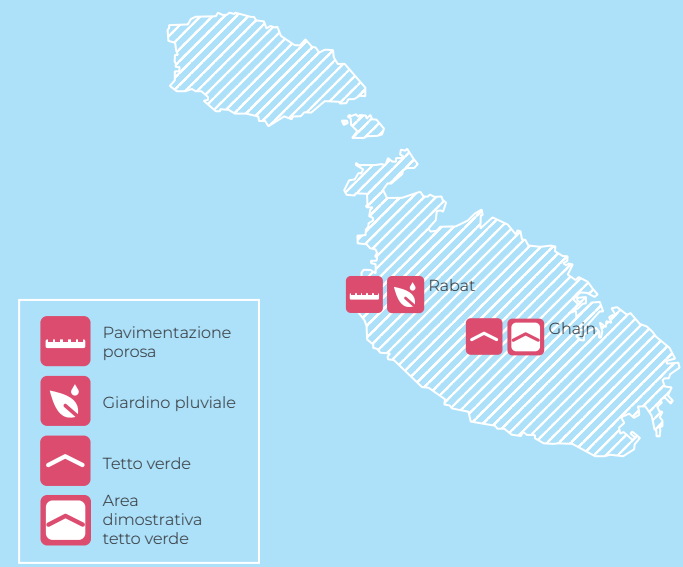 Rabat
Ghajn
Pavimentazione
porosa
Giardino pluviale
Tetto verde
Area
dimostrativa
tetto verde